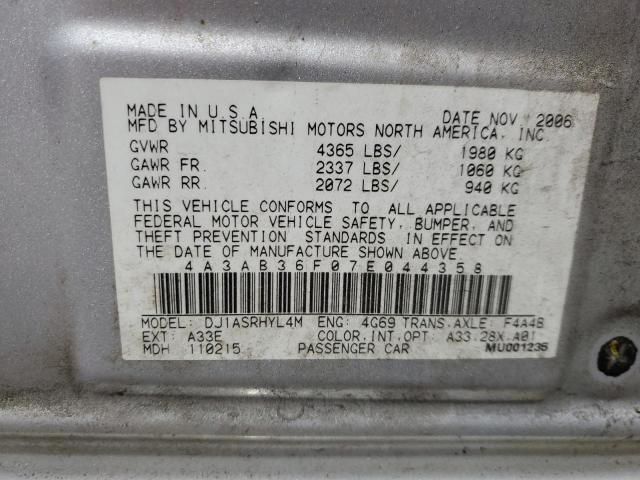 MADE IN U.S.A. DATE NOV. 2006
MFD BY MITSUBISHI MOTORS NORTH AMERICA, INC.
GVWR 4365 LBS/ 1980 KG
GAWR FR. 2337 LBS/ 1060 KG
GAWR RR. 2072 LBS/ 940 KG
THIS VEHICLE CONFORMS TO ALL APPLICABLE
FEDERAL MOTOR VEHICLE SAFETY, BUMPER, AND
THEFT PREVENTION STANDARDS IN EFFECT ON
THE DATE OF MANUFACTURE SHOWN ABOVE.
4A3AB36F07E044358
MODEL: DJ1ASRHYL4M ENG: 4G69 TRANS.AXLE: F4A4B
EXT: A33E COLOR.INT.OPT: A33.28X.A01
MDH 110215 PASSENGER CAR MU001236